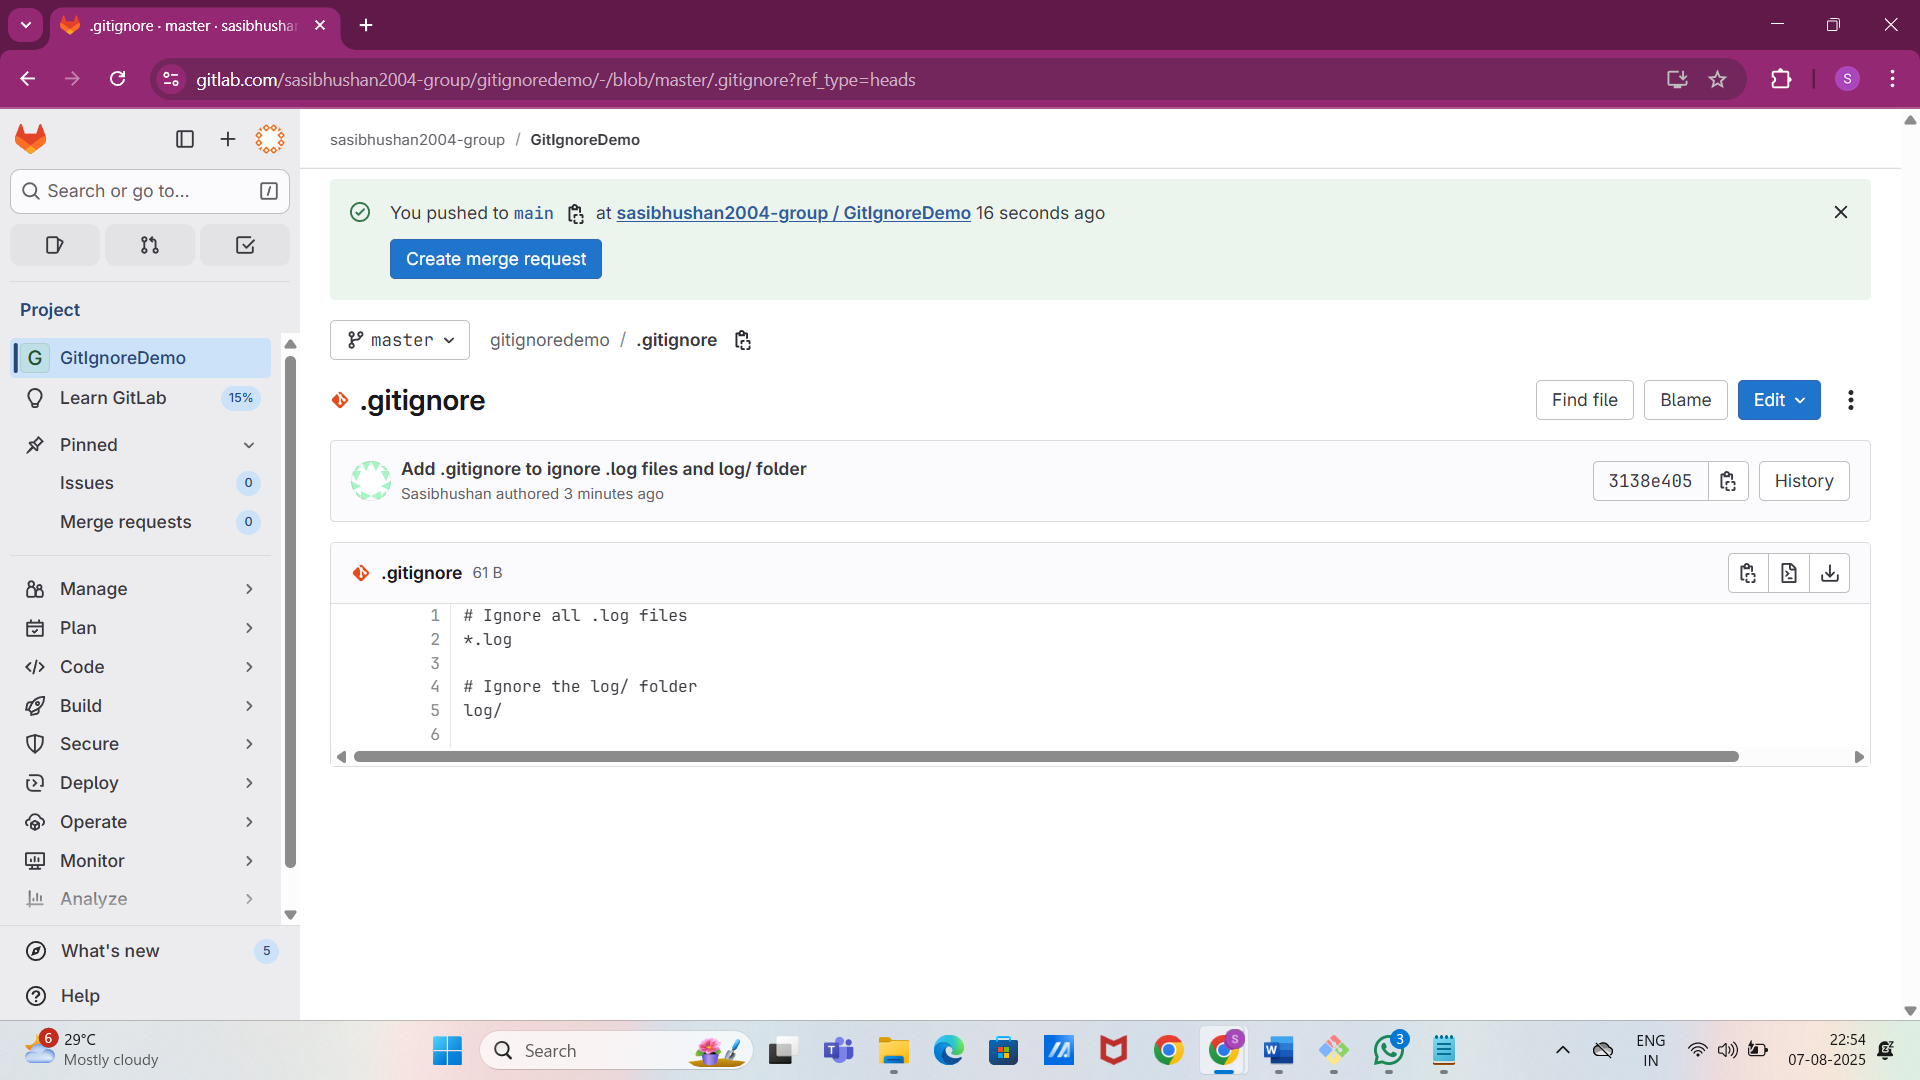 .gitignore · master · sasibhushan
gitlab.com/sasibhushan2004-group/gitignoredemo/-/blob/master/.gitignore?ref_type=heads
S
sasibhushan2004-group / GitIgnoreDemo
Search or go to... /
You pushed to main at sasibhushan2004-group / GitIgnoreDemo 16 seconds ago
Create merge request
Project
G GitIgnoreDemo
Learn GitLab 15%
Pinned
Issues 0
Merge requests 0
Manage
Plan
Code
Build
Secure
Deploy
Operate
Monitor
Analyze
What's new 5
Help
master gitignoredemo / .gitignore
.gitignore
Find file Blame Edit
Add .gitignore to ignore .log files and log/ folder
Sasibhushan authored 3 minutes ago
3138e405 History
.gitignore 61 B
1 # Ignore all .log files
2 *.log
3
4 # Ignore the log/ folder
5 log/
6
6 29°C
Mostly cloudy
Search
S
3
ENG
IN
22:54
07-08-2025